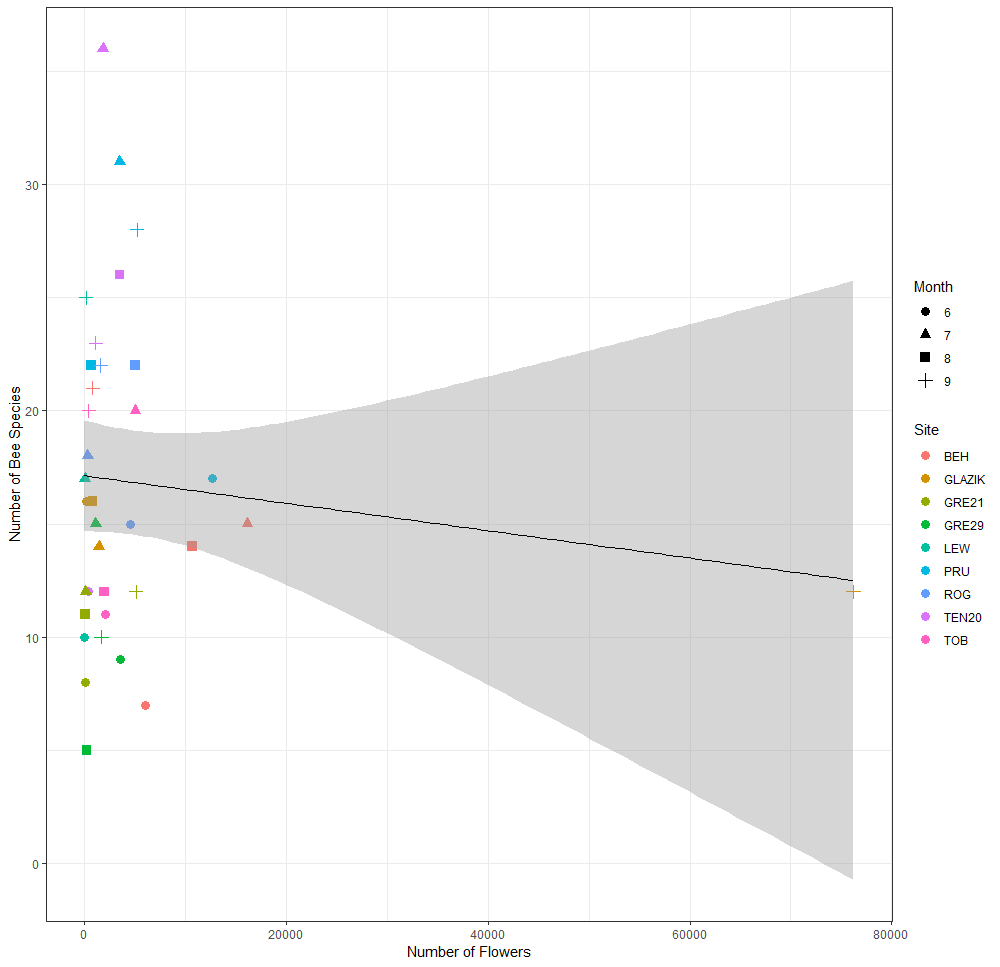 30
20
10
0
Number of Bee Species
0
20000
40000
60000
80000
Number of Flowers
Month
6
7
8
9
Site
BEH
GLAZIK
GRE21
GRE29
LEW
PRU
ROG
TEN20
TOB